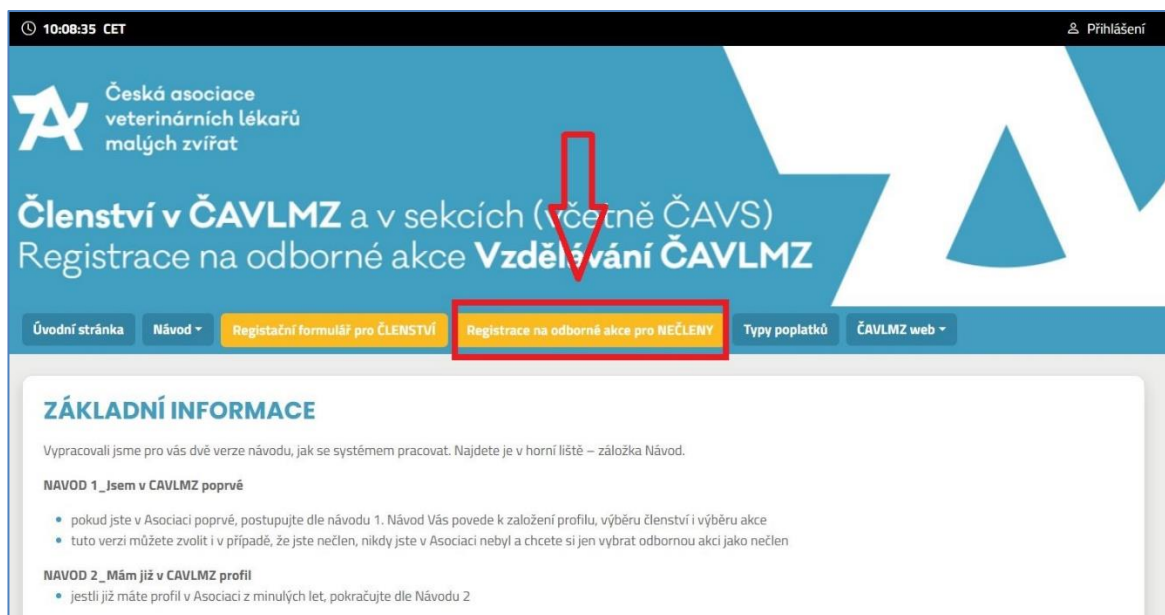 10:08:35 CET
Přihlášení
Česká asociace
veterinárních lékařů
malých zvířat
Členství v ČAVLMZ a v sekcích (včetně ČAVS)
Registrace na odborné akce Vzdělávání ČAVLMZ
Úvodní stránka Návod Registační formulář pro ČLENSTVÍ Registrace na odborné akce pro NEČLENY Typy poplatků ČAVLMZ web
ZÁKLADNÍ INFORMACE
Vypracovali jsme pro vás dvě verze návodu, jak se systémem pracovat. Najdete je v horní liště – záložka Návod.
NAVOD 1_Jsem v CAVLMZ poprvé
• pokud jste v Asociaci poprvé, postupujte dle návodu 1. Návod Vás povede k založení profilu, výběru členství i výběru akce
• tuto verzi můžete zvolit i v případě, že jste nečlen, nikdy jste v Asociaci nebyl a chcete si jen vybrat odbornou akci jako nečlen
NAVOD 2_Mám již v CAVLMZ profil
• jestli již máte profil v Asociaci z minulých let, pokračujte dle Návodu 2